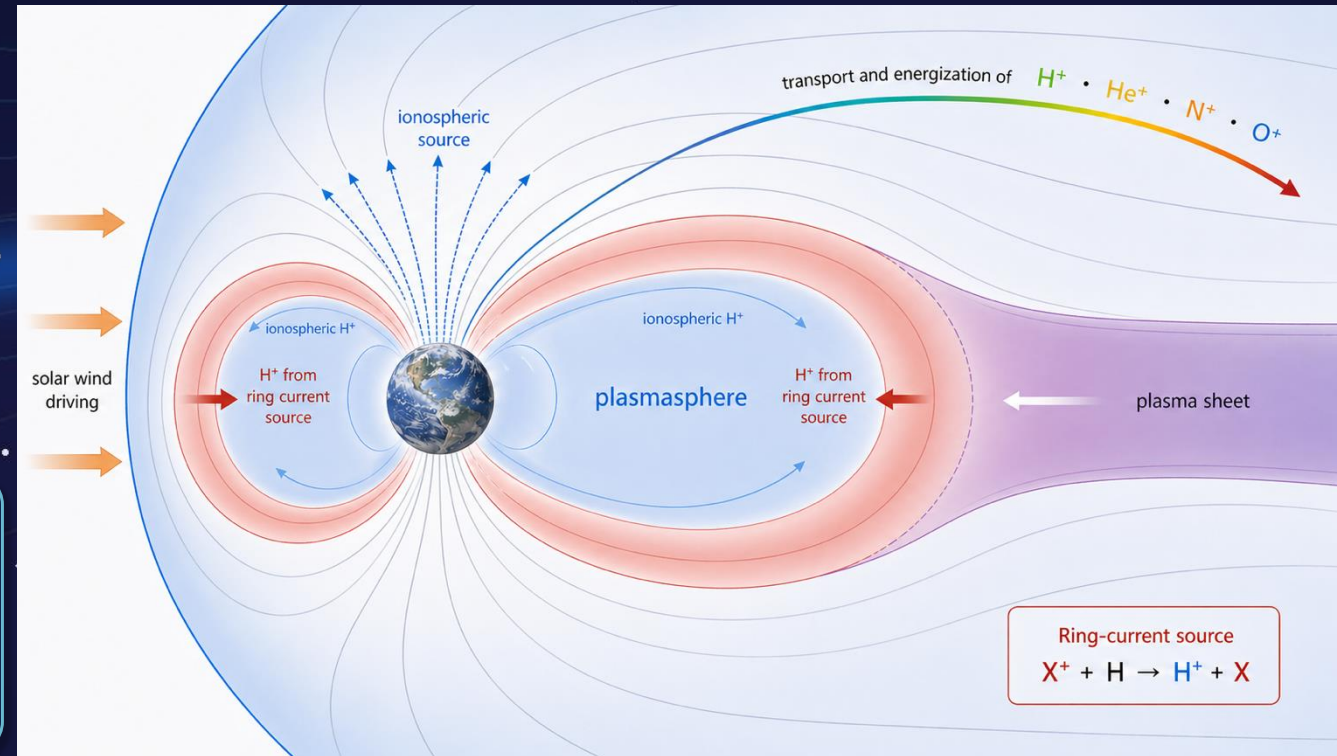 transport and energization of H⁺ · He⁺ · N⁺ · O⁺
ionospheric
source
ionospheric H⁺
ionospheric H⁺
solar wind
driving
H⁺ from
ring current
source
plasmasphere
H⁺ from
ring current
source
plasma sheet
Ring-current source
X⁺ + H → H⁺ + X